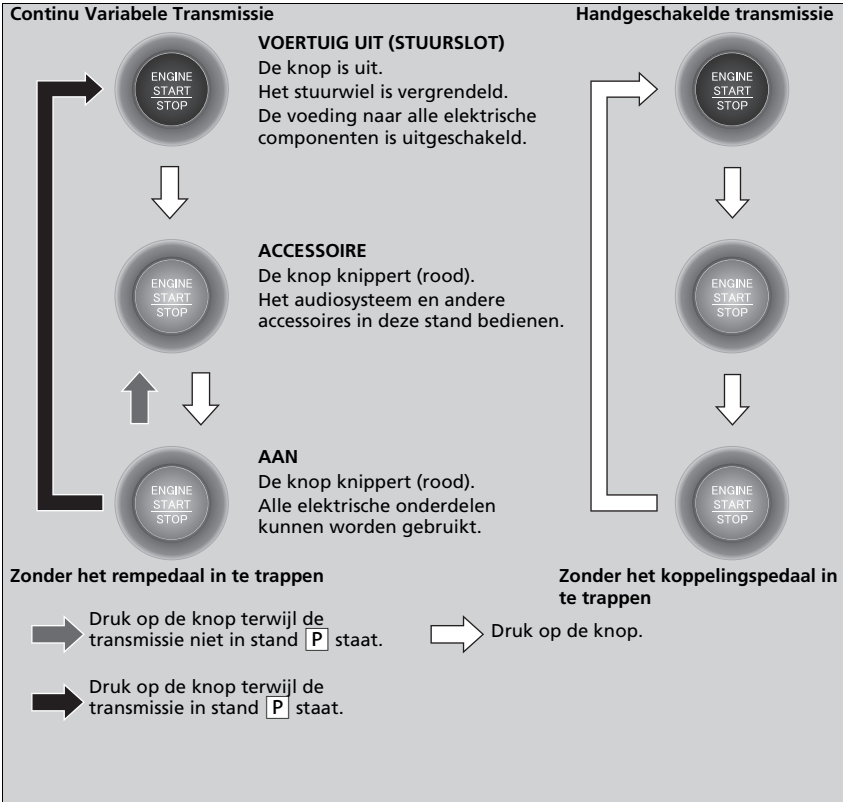 Continu Variabele Transmissie
Handgeschakelde transmissie
ENGINE
START
STOP
VOERTUIG UIT (STUURSLOT)
De knop is uit.
Het stuurwiel is vergrendeld.
De voeding naar alle elektrische
componenten is uitgeschakeld.
ENGINE
START
STOP
ENGINE
START
STOP
ACCESSOIRE
De knop knippert (rood).
Het audiosysteem en andere
accessoires in deze stand bedienen.
ENGINE
START
STOP
ENGINE
START
STOP
AAN
De knop knippert (rood).
Alle elektrische onderdelen
kunnen worden gebruikt.
ENGINE
START
STOP
Zonder het rempedaal in te trappen
Zonder het koppelingspedaal in
te trappen
Druk op de knop terwijl de
transmissie niet in stand P staat.
Druk op de knop.
Druk op de knop terwijl de
transmissie in stand P staat.